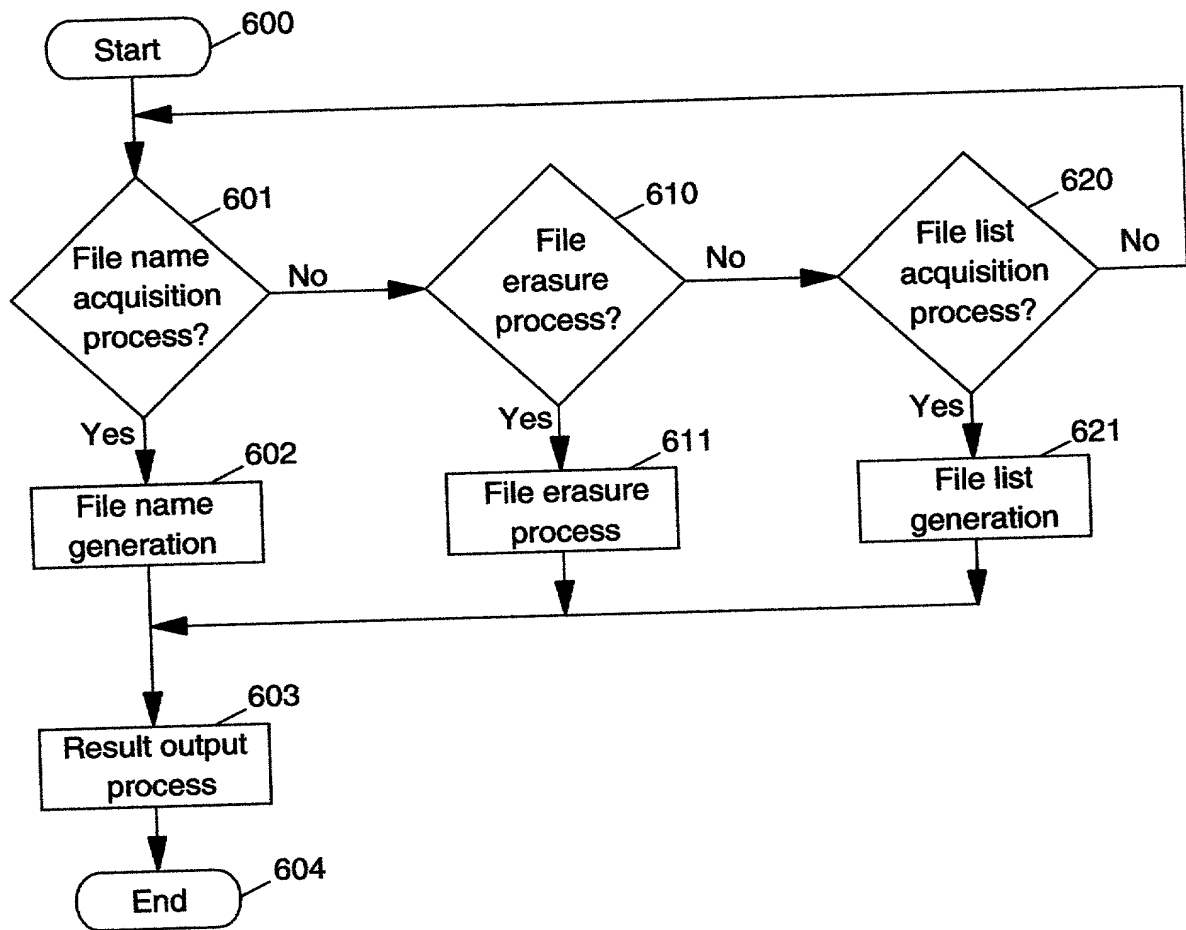 600
Start
601
File name
acquisition
process?
No
610
File
erasure
process?
No
620
File list
acquisition
process?
No
Yes
602
File name
generation
Yes
611
File erasure
process
Yes
621
File list
generation
603
Result output
process
604
End